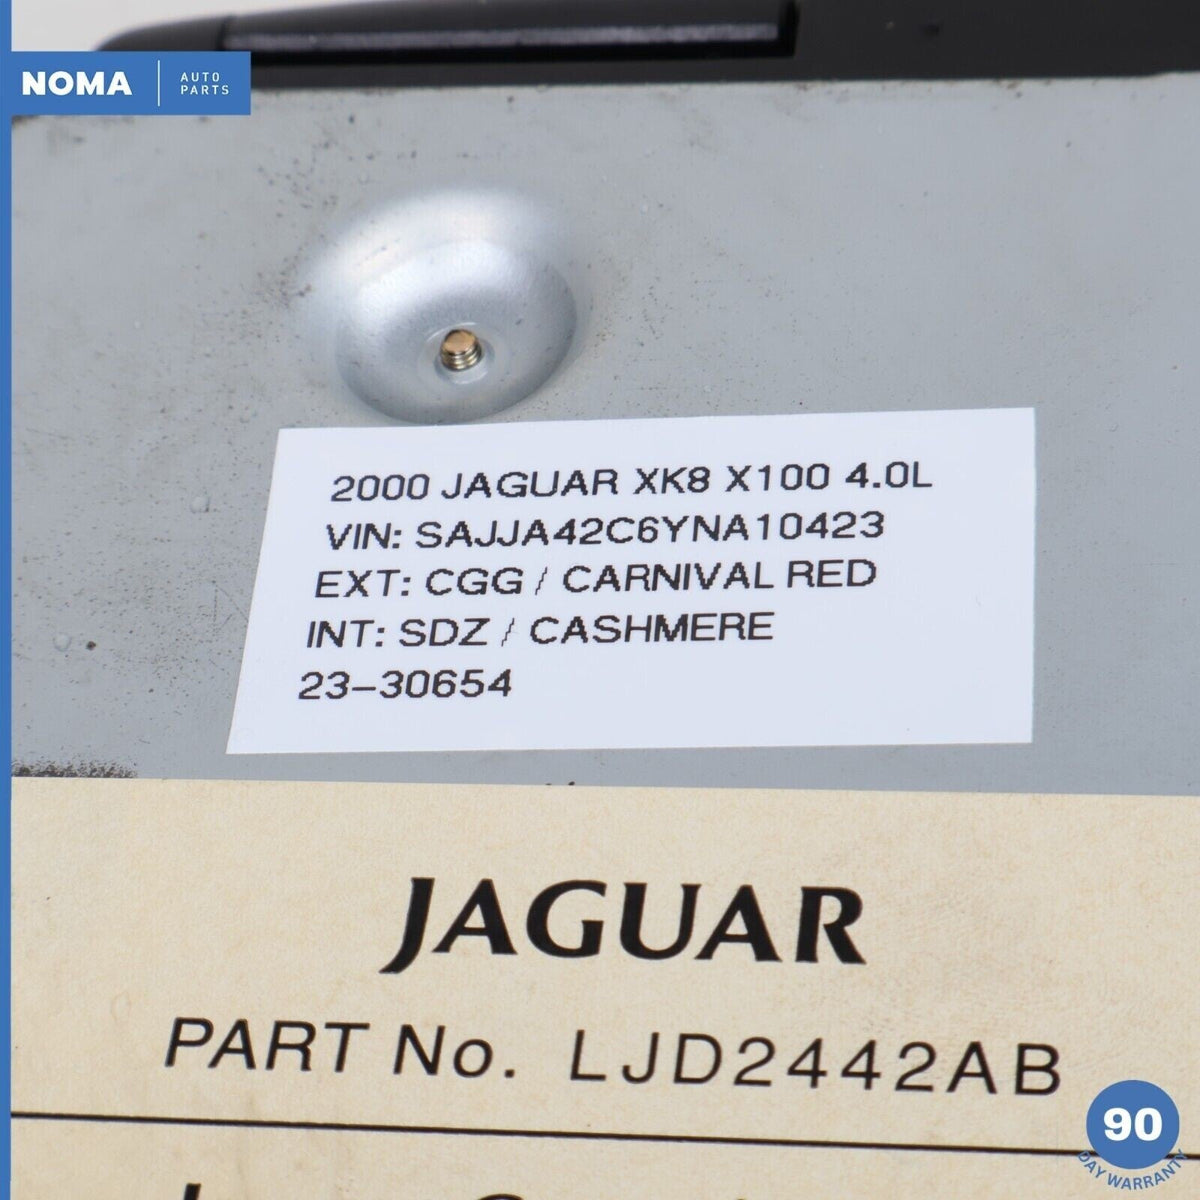 NOMA AUTO
PARTS
2000 JAGUAR XK8 X100 4.0L
VIN: SAJJA42C6YNA10423
EXT: CGG / CARNIVAL RED
INT: SDZ / CASHMERE
23-30654
JAGUAR
PART No. LJD2442AB
90
DAY WARRANTY